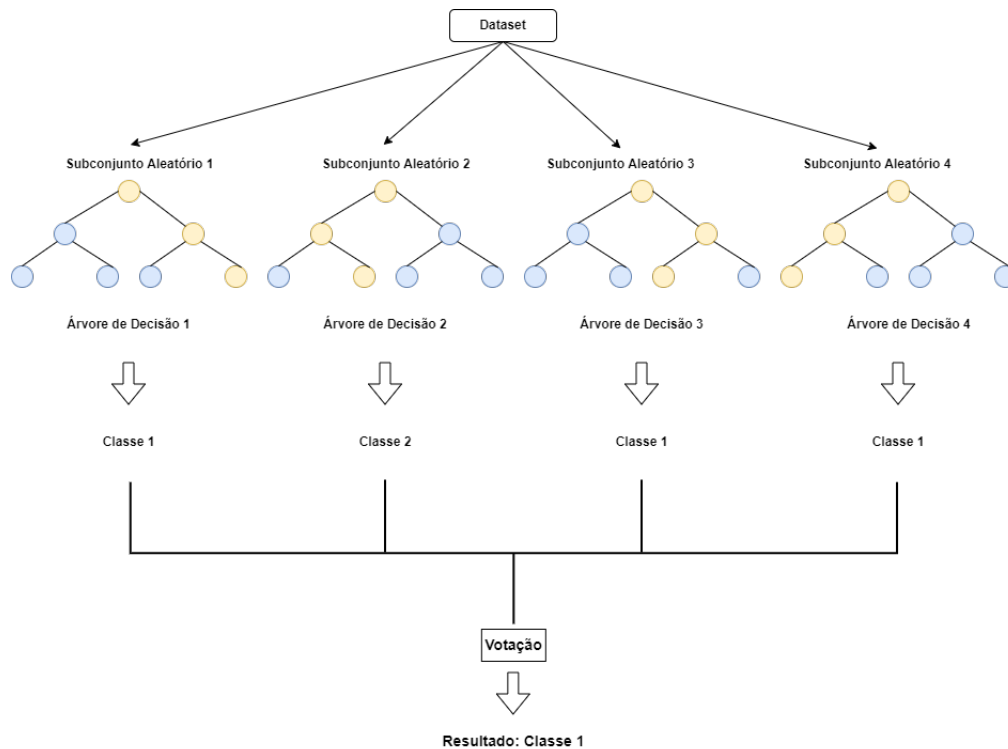 Dataset
Subconjunto Aleatório 1
Subconjunto Aleatório 2
Subconjunto Aleatório 3
Subconjunto Aleatório 4
Árvore de Decisão 1
Árvore de Decisão 2
Árvore de Decisão 3
Árvore de Decisão 4
Classe 1
Classe 2
Classe 1
Classe 1
Votação
Resultado: Classe 1